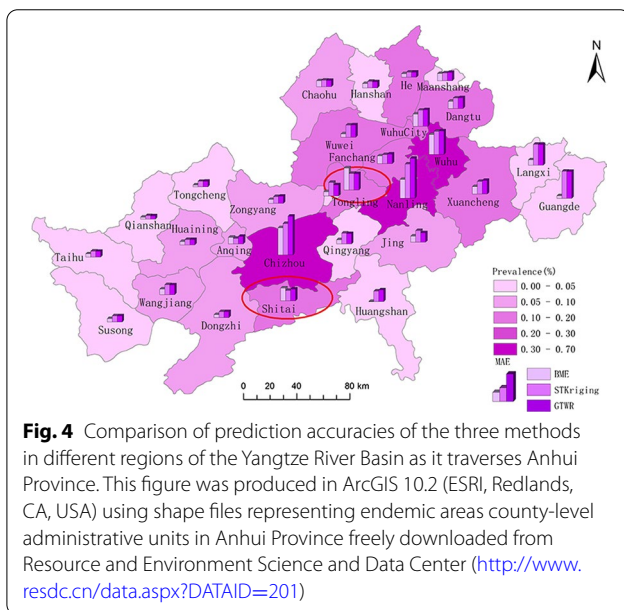 N
Chaohu
Hanshan
He
Maanshang
Dangtu
WuhuCity
Wuwei
Fanchang
Wuhu
Langxi
Tongcheng
Zongyang
Tongling
Nanling
Xuancheng
Guangde
Qianshan
Huaining
Anqing
Qingyang
Jing
Taihu
Chizhou
Wangjiang
Shitai
Huangshan
Susong
Dongzhi
Prevalence(%)
0.00 - 0.05
0.05 - 0.10
0.10 - 0.20
0.20 - 0.30
0.30 - 0.70
MAE
BME
STKriging
GTWR
0 20 40 80 km
Fig. 4 Comparison of prediction accuracies of the three methods
in different regions of the Yangtze River Basin as it traverses Anhui
Province. This figure was produced in ArcGIS 10.2 (ESRI, Redlands,
CA, USA) using shape files representing endemic areas county-level
administrative units in Anhui Province freely downloaded from
Resource and Environment Science and Data Center (http://www.
resdc.cn/data.aspx?DATAID=201)